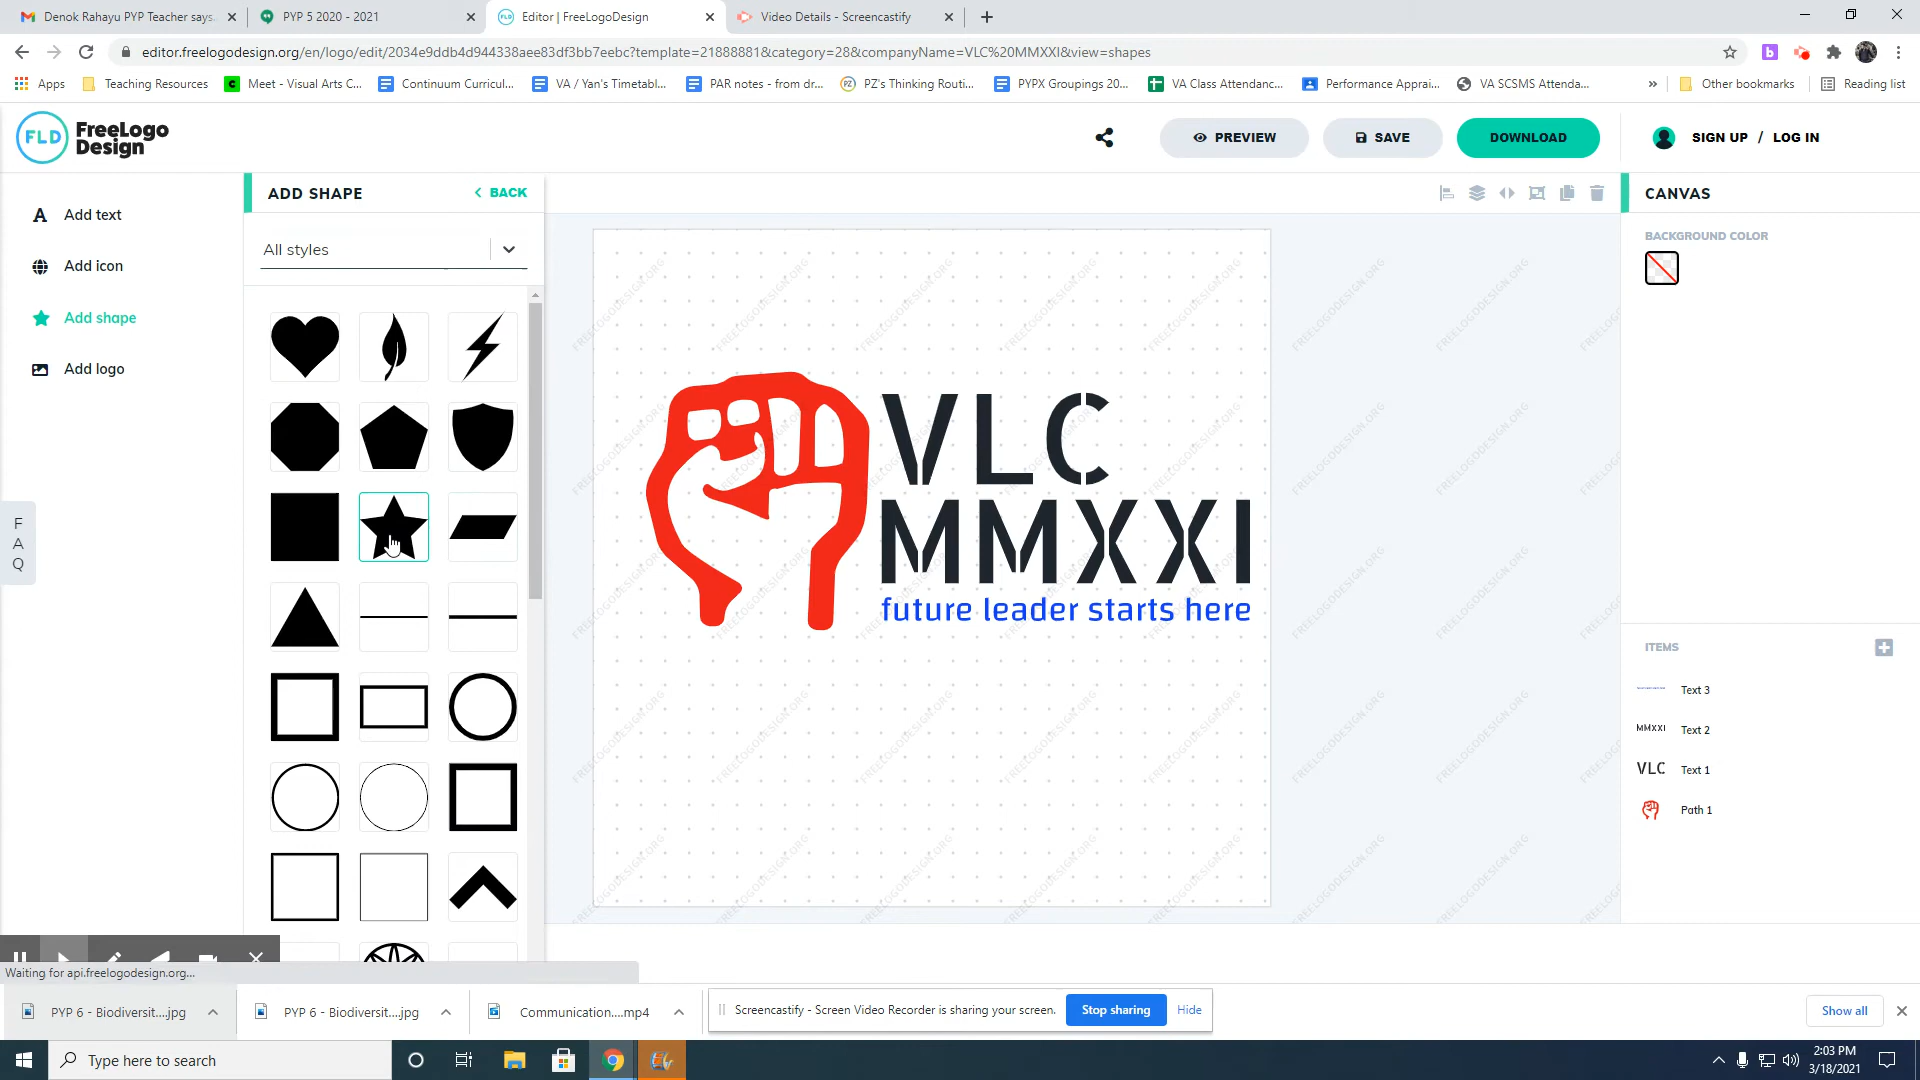 Denok Rahayu PYP Teacher says.
PYP 5 2020 - 2021
Editor | FreeLogoDesign
Video Details - Screencastify
editor.freelogodesign.org/en/logo/edit/2034e9ddb4d944338aee83df3bb7eebc?template=21888881&category=28&companyName=VLC%20MMXXI&view=shapes
Apps
Teaching Resources
Meet - Visual Arts C...
Continuum Curricul...
VA / Yan's Timetabl...
PAR notes - from dr...
PZ's Thinking Routi...
PYPX Groupings 20...
VA Class Attendanc...
Performance Apprai...
VA SCSMS Attenda...
Other bookmarks
Reading list
FLD
FreeLogo
Design
PREVIEW
SAVE
DOWNLOAD
SIGN UP / LOG IN
ADD SHAPE
BACK
CANVAS
Add text
Add icon
Add shape
Add logo
All styles
BACKGROUND COLOR
F
A
Q
VLC
MMXXI
future leader starts here
FREELOGODESIGN.ORG
ITEMS
Text 3
MMXXI
Text 2
VLC
Text 1
Path 1
Waiting for api.freelogodesign.org...
PYP 6 - Biodiversit....jpg
PYP 6 - Biodiversit....jpg
Communication....mp4
Screencastify - Screen Video Recorder is sharing your screen.
Stop sharing
Hide
Show all
Type here to search
2:03 PM
3/18/2021